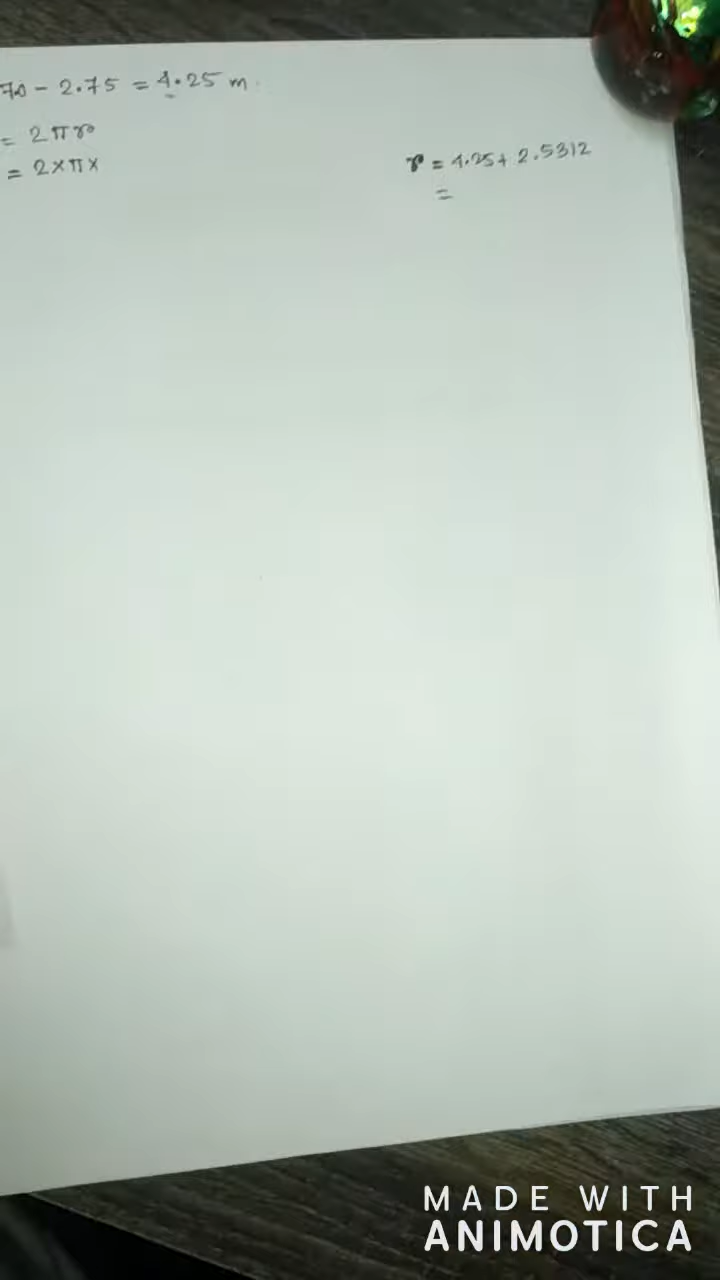 70 - 2.75 = 4.25 m.
= 2πr
= 2×π×
r = 4.25 + 2.5312
=
MADE WITH
ANIMOTICA